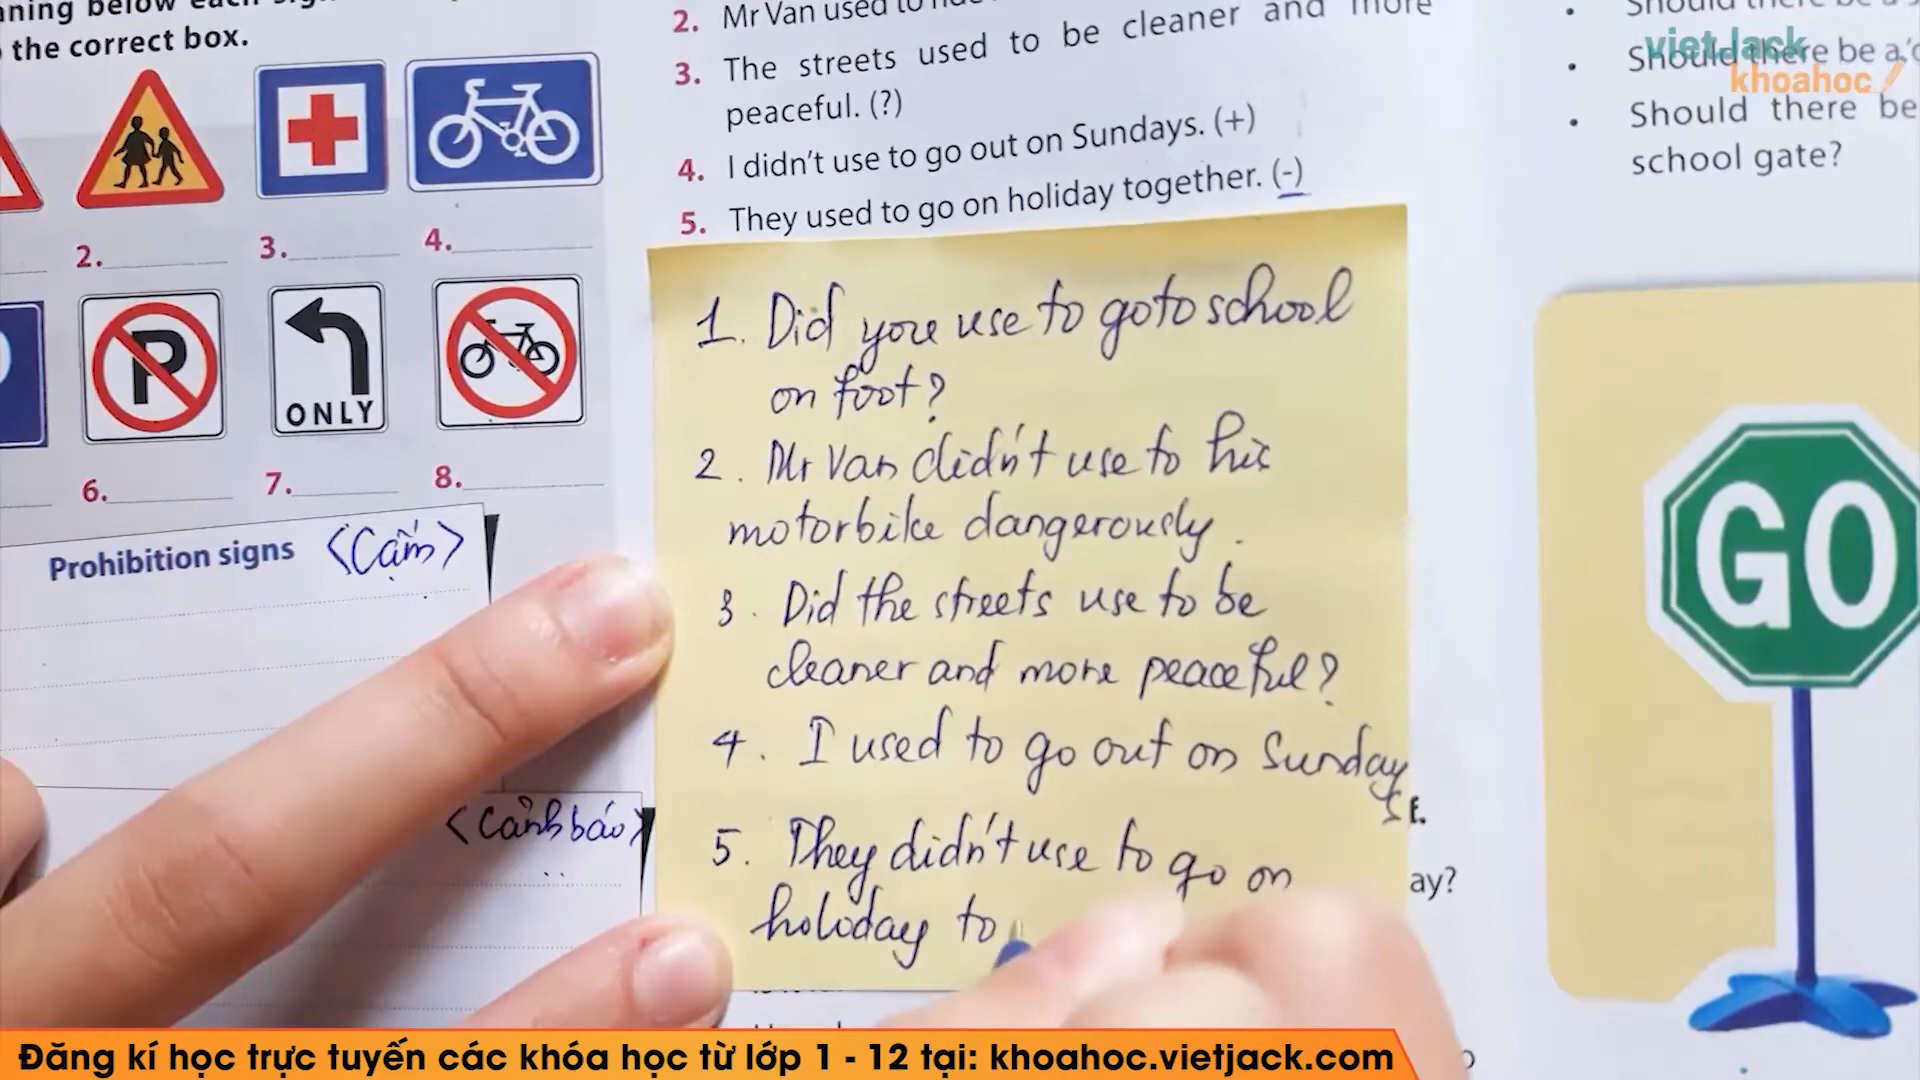 the correct box.
ONLY
2.
3.
4.
6.
7.
8.
P
Prohibition signs <Cấm>
<Cảnh báo>
2. Mr Van used to
3. The streets used to be cleaner and more
peaceful. (?)
4. I didn't use to go out on Sundays. (+)
5. They used to go on holiday together. (-)
1. Did you use to go to school
on foot?
2. Mr Van didn't use to his
motorbike dangerously.
3. Did the streets use to be
cleaner and more peaceful?
4. I used to go out on Sundays
5. They didn't use to go on
holoday to
E.
ay?
Should there be a
Should there be
school gate?
GO
vietJack
khoahoc
Đăng kí học trực tuyến các khóa học từ lớp 1 - 12 tại: khoahoc.vietjack.com